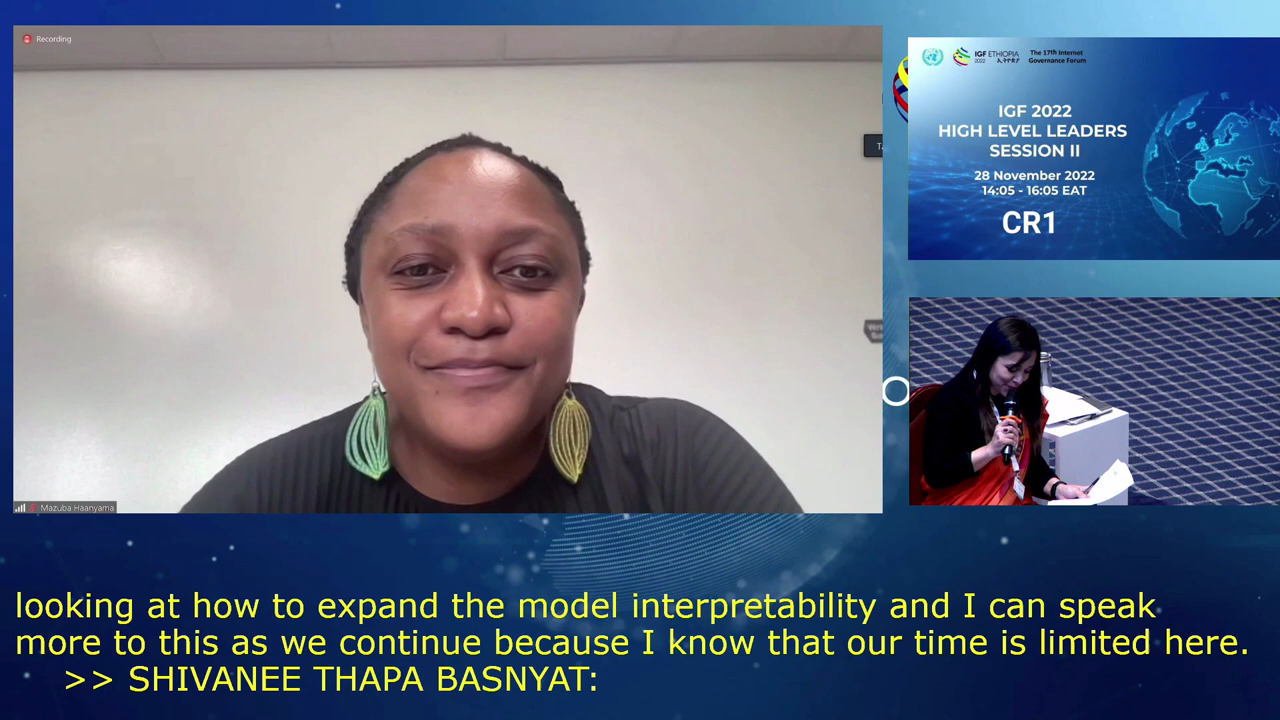 Recording
IGF ETHIOPIA
2022 ኢትዮጵያ
The 17th Internet
Governance Forum
IGF 2022
HIGH LEVEL LEADERS
SESSION II
28 November 2022
14:05 - 16:05 EAT
CR1
Mazuba Haanyama
looking at how to expand the model interpretability and I can speak
more to this as we continue because I know that our time is limited here.
>> SHIVANEE THAPA BASNYAT: